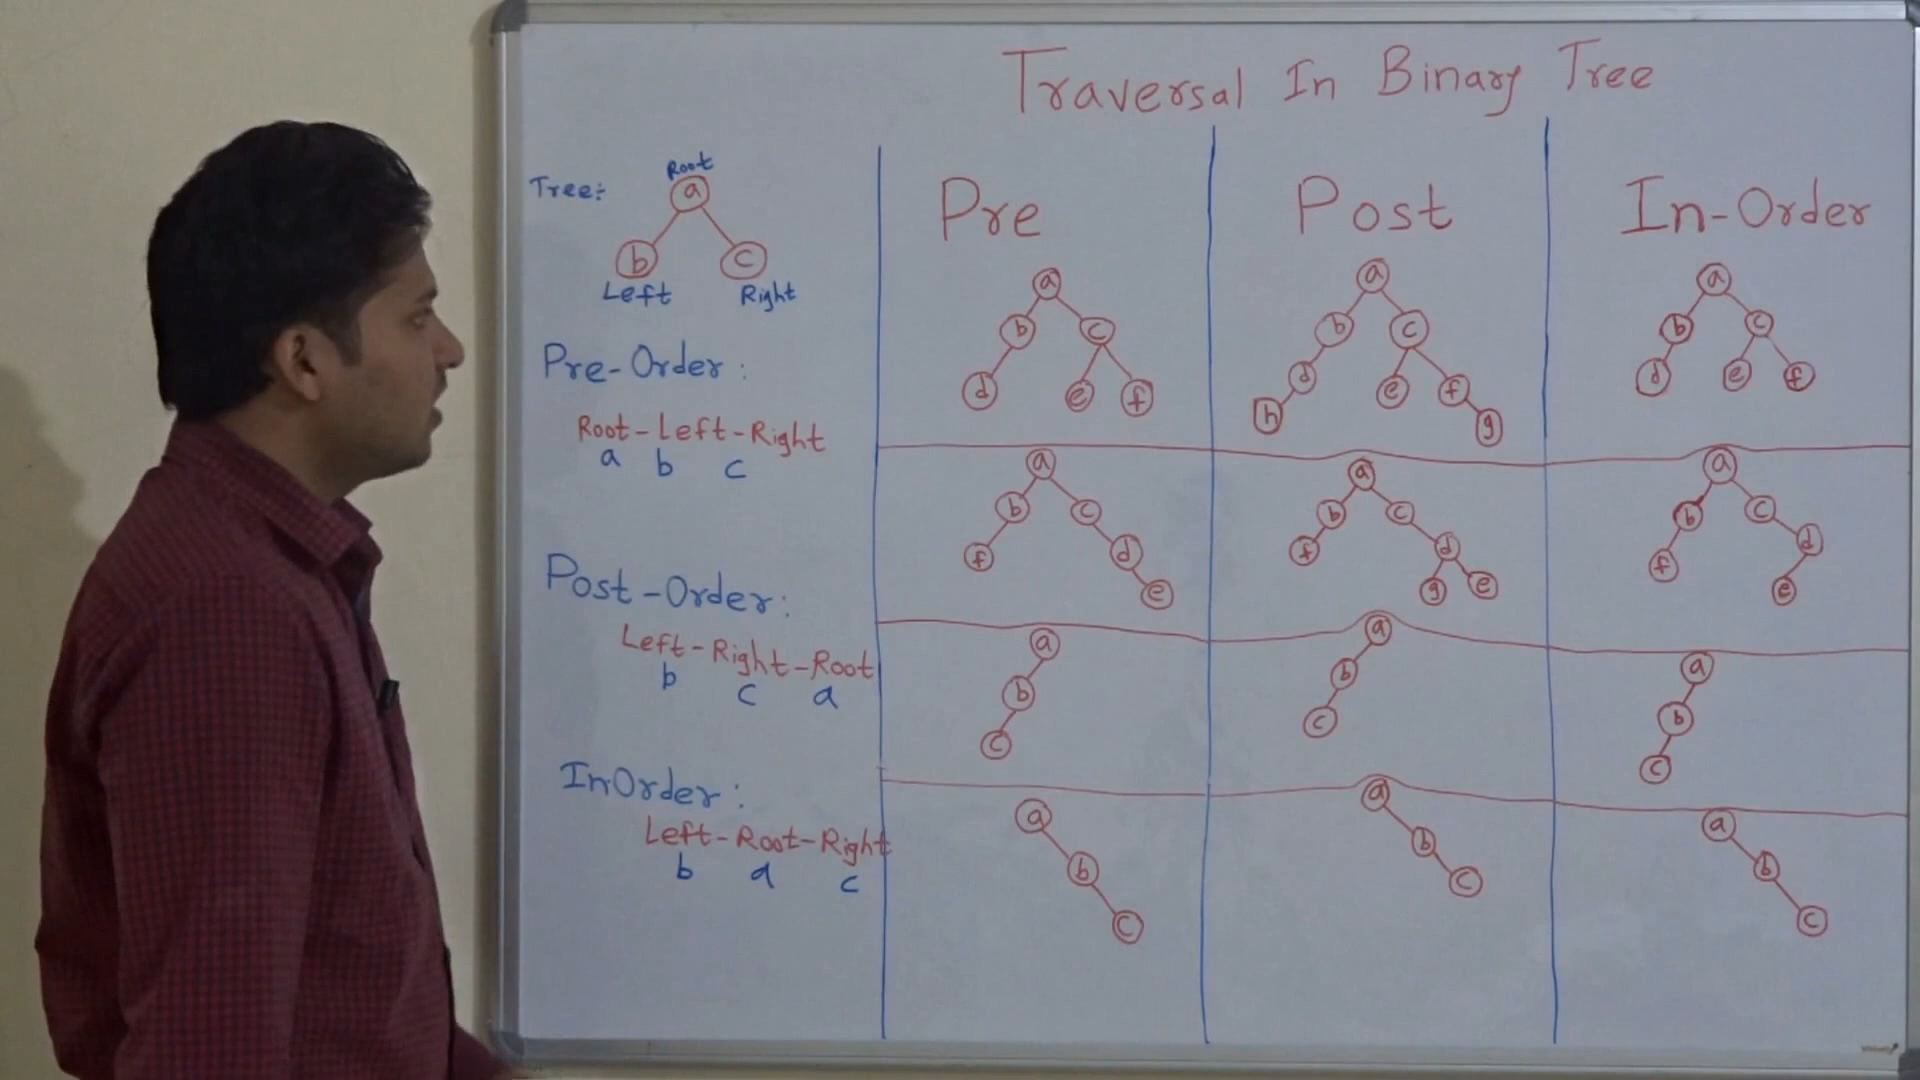 Traversal In Binary Tree
Tree:
Root
a
b c
Left Right
Pre-Order:
Root-Left-Right
a b c
Post-Order:
Left-Right-Root
b c a
InOrder:
Left-Root-Right
b a c
Pre
a
b c
d e f
a
b c
f d
e
a
b
c
a
b
c
Post
a
b c
d e f
h g
a
b c
f d
g e
a
b
c
a
b
c
In-Order
a
b c
d e f
a
b c
f d
e
a
b
c
a
b
c